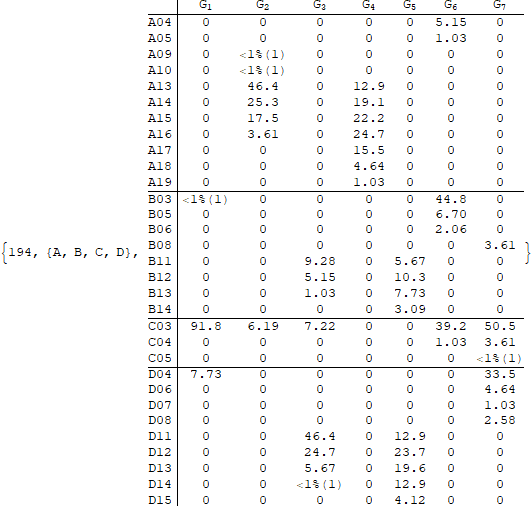 G1 G2 G3 G4 G5 G6 G7
A04 0 0 0 0 0 5.15 0
A05 0 0 0 0 0 1.03 0
A09 0 <1%(1) 0 0 0 0 0
A10 0 <1%(1) 0 0 0 0 0
A13 0 46.4 0 12.9 0 0 0
A14 0 25.3 0 19.1 0 0 0
A15 0 17.5 0 22.2 0 0 0
A16 0 3.61 0 24.7 0 0 0
A17 0 0 0 15.5 0 0 0
A18 0 0 0 4.64 0 0 0
A19 0 0 0 1.03 0 0 0
B03 <1%(1) 0 0 0 0 44.8 0
B05 0 0 0 0 0 6.70 0
B06 0 0 0 0 0 2.06 0
B08 0 0 0 0 0 0 3.61
{194, {A, B, C, D}, }
B11 0 0 9.28 0 5.67 0 0
B12 0 0 5.15 0 10.3 0 0
B13 0 0 1.03 0 7.73 0 0
B14 0 0 0 0 3.09 0 0
C03 91.8 6.19 7.22 0 0 39.2 50.5
C04 0 0 0 0 0 1.03 3.61
C05 0 0 0 0 0 0 <1%(1)
D04 7.73 0 0 0 0 0 33.5
D06 0 0 0 0 0 0 4.64
D07 0 0 0 0 0 0 1.03
D08 0 0 0 0 0 0 2.58
D11 0 0 46.4 0 12.9 0 0
D12 0 0 24.7 0 23.7 0 0
D13 0 0 5.67 0 19.6 0 0
D14 0 0 <1%(1) 0 12.9 0 0
D15 0 0 0 0 4.12 0 0